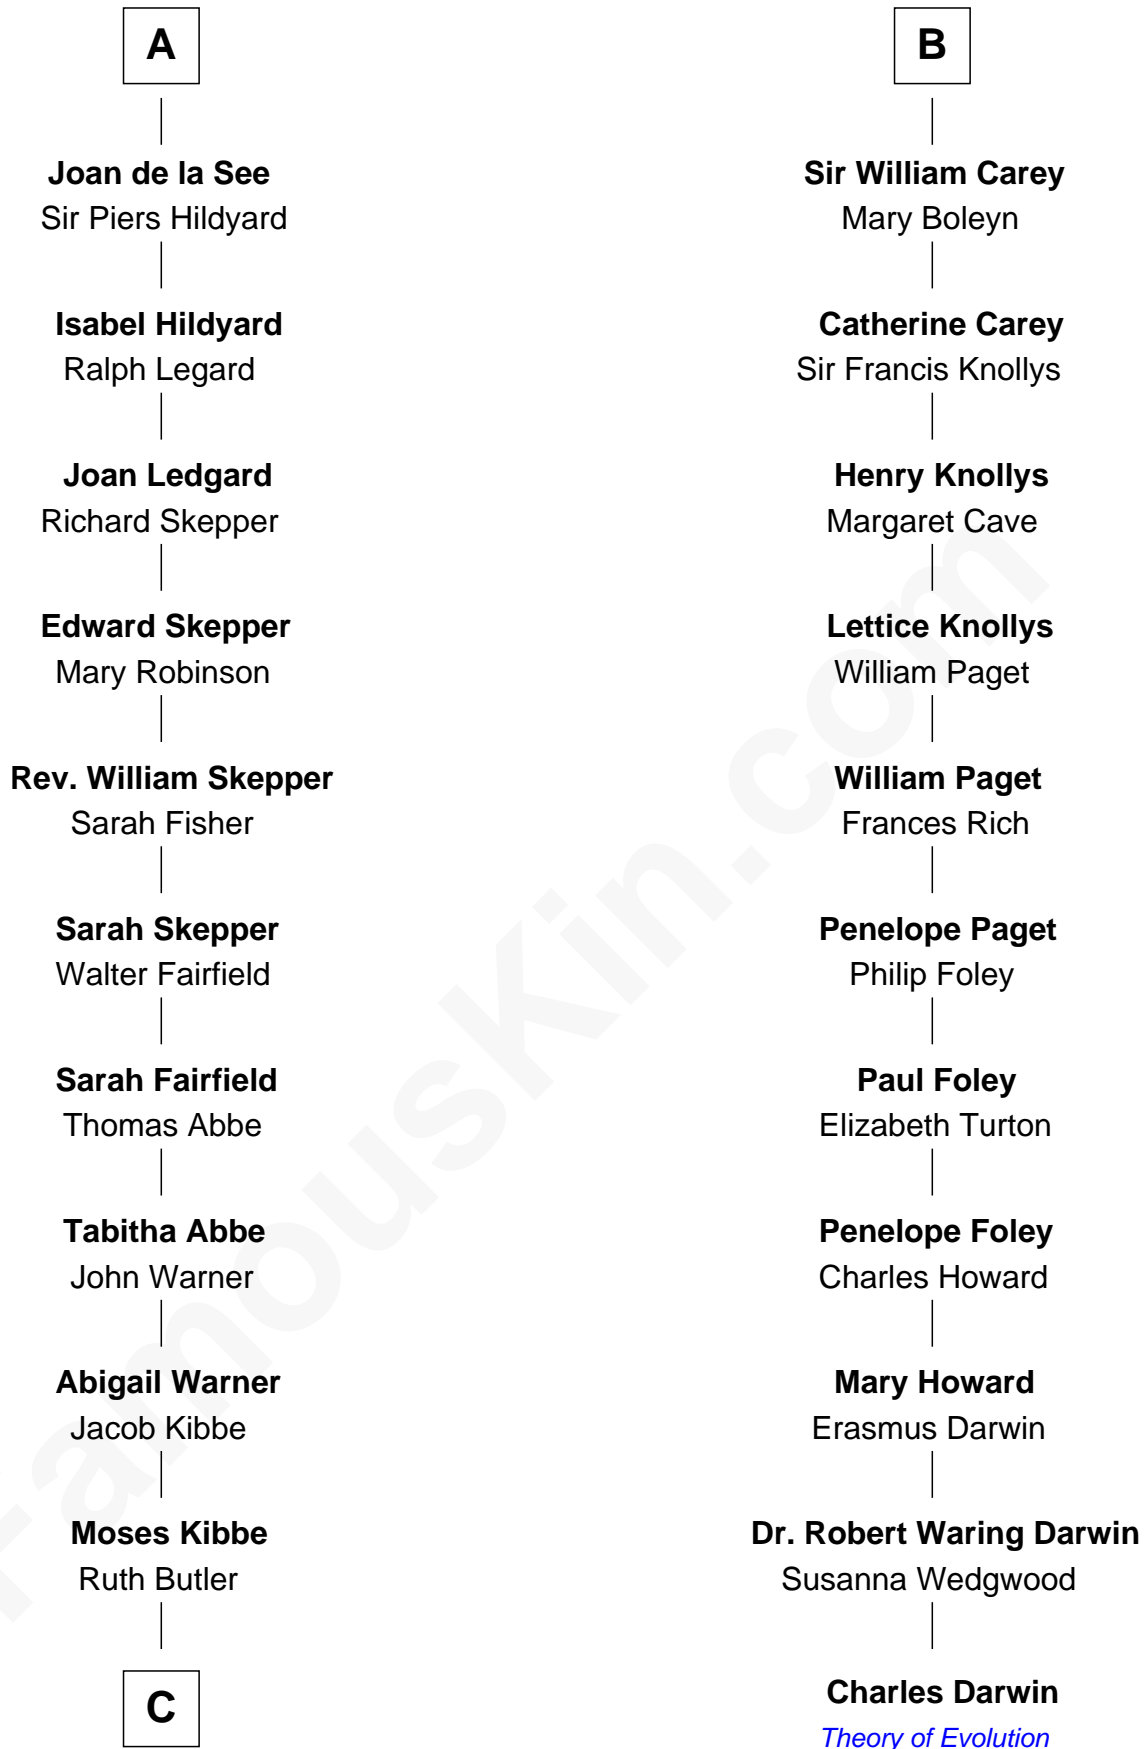 A
Joan de la See
Sir Piers Hildyard
Isabel Hildyard
Ralph Legard
Joan Ledgard
Richard Skepper
Edward Skepper
Mary Robinson
Rev. William Skepper
Sarah Fisher
Sarah Skepper
Walter Fairfield
Sarah Fairfield
Thomas Abbe
Tabitha Abbe
John Warner
Abigail Warner
Jacob Kibbe
Moses Kibbe
Ruth Butler
C
B
Sir William Carey
Mary Boleyn
Catherine Carey
Sir Francis Knollys
Henry Knollys
Margaret Cave
Lettice Knollys
William Paget
William Paget
Frances Rich
Penelope Paget
Philip Foley
Paul Foley
Elizabeth Turton
Penelope Foley
Charles Howard
Mary Howard
Erasmus Darwin
Dr. Robert Waring Darwin
Susanna Wedgwood
Charles Darwin
Theory of Evolution
FamousKin.com